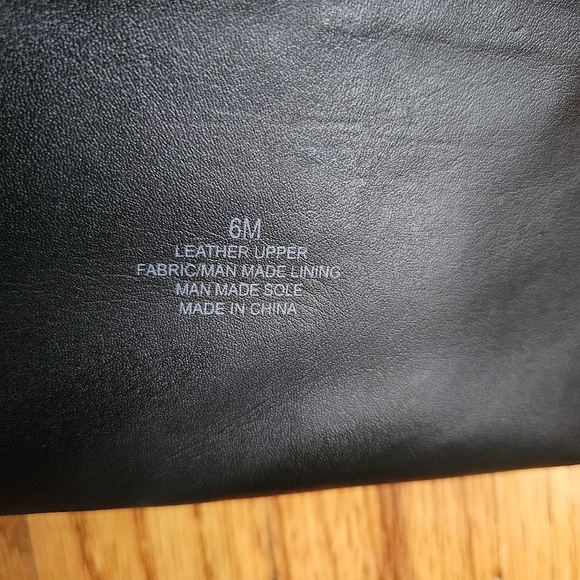 6M
LEATHER UPPER
FABRIC/MAN MADE LINING
MAN MADE SOLE
MADE IN CHINA